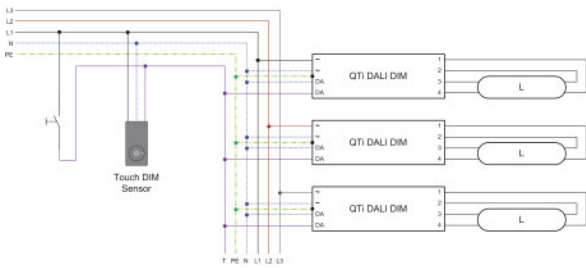 L3
L2
L1
N
PE
~
~
DA
DA
QTi DALI DIM
1
2
3
4
L
~
~
DA
DA
QTi DALI DIM
1
2
3
4
L
~
~
DA
DA
QTi DALI DIM
1
2
3
4
L
Touch DIM
Sensor
T PE N L1 L2 L3